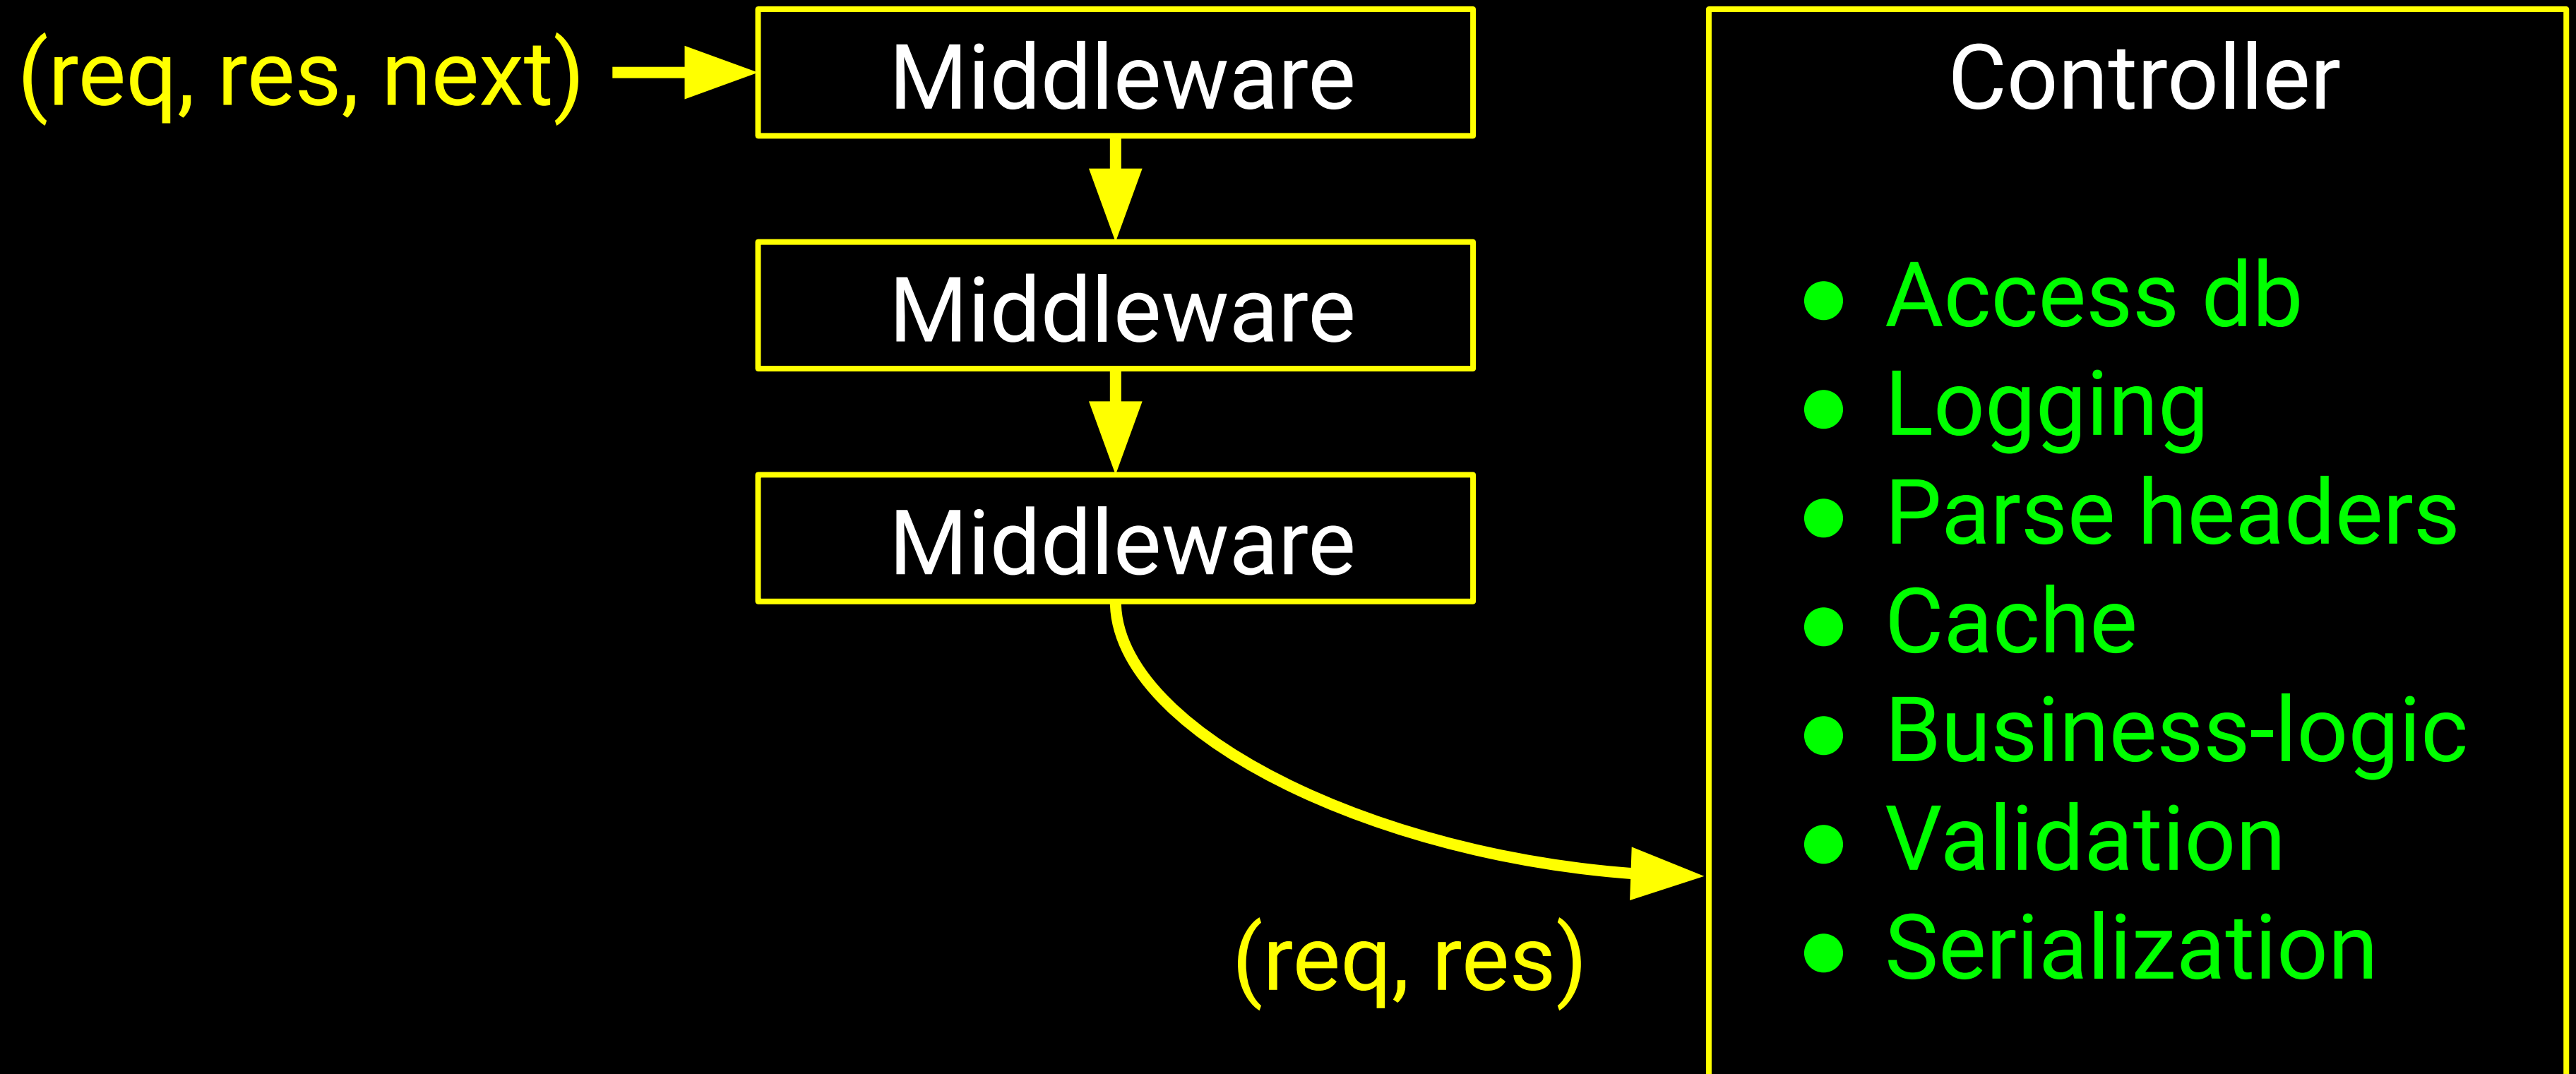 (req, res, next)
Middleware
Middleware
Middleware
(req, res)
Controller
● Access db
● Logging
● Parse headers
● Cache
● Business-logic
● Validation
● Serialization